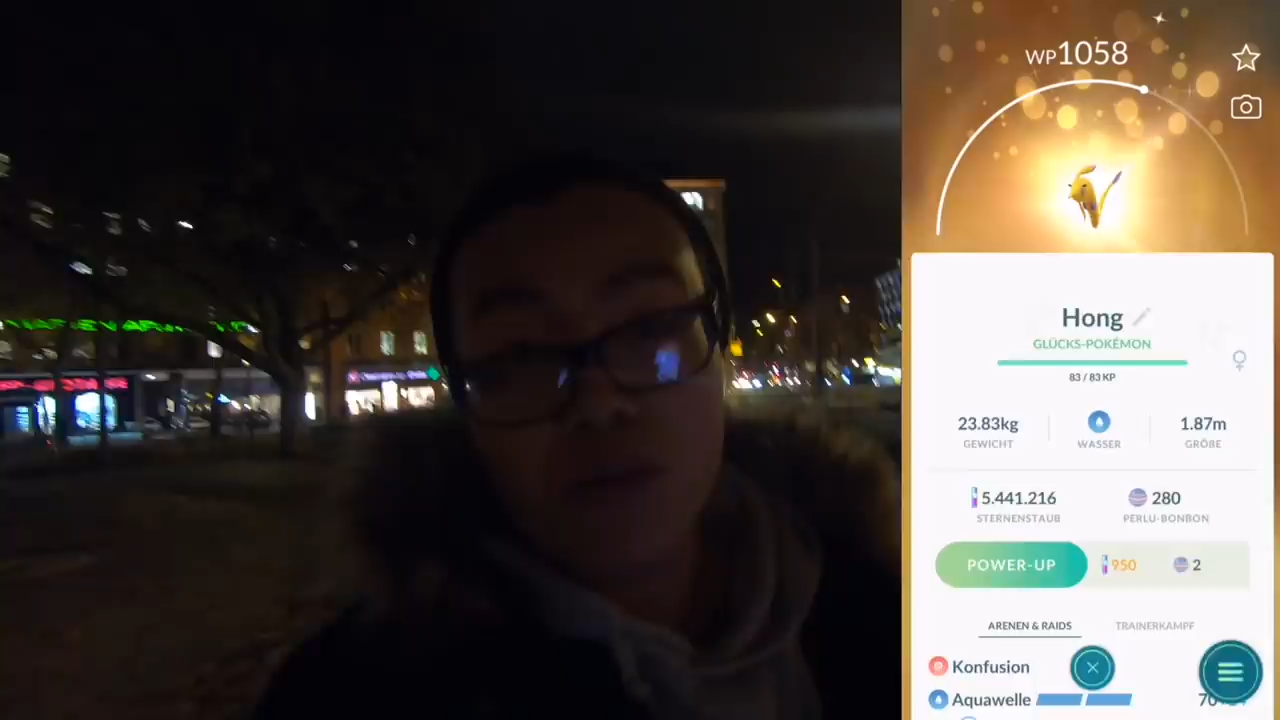 WP1058
Hong
GLÜCKS-POKÉMON
83 / 83 KP
23.83kg
WASSER
1.87m
GEWICHT
GRÖßE
5.441.216
280
STERNENSTAUB
PERLU-BONBON
POWER-UP
950
2
ARENEN & RAIDS
TRAINERKAMPF
Konfusion
Aquawelle
70